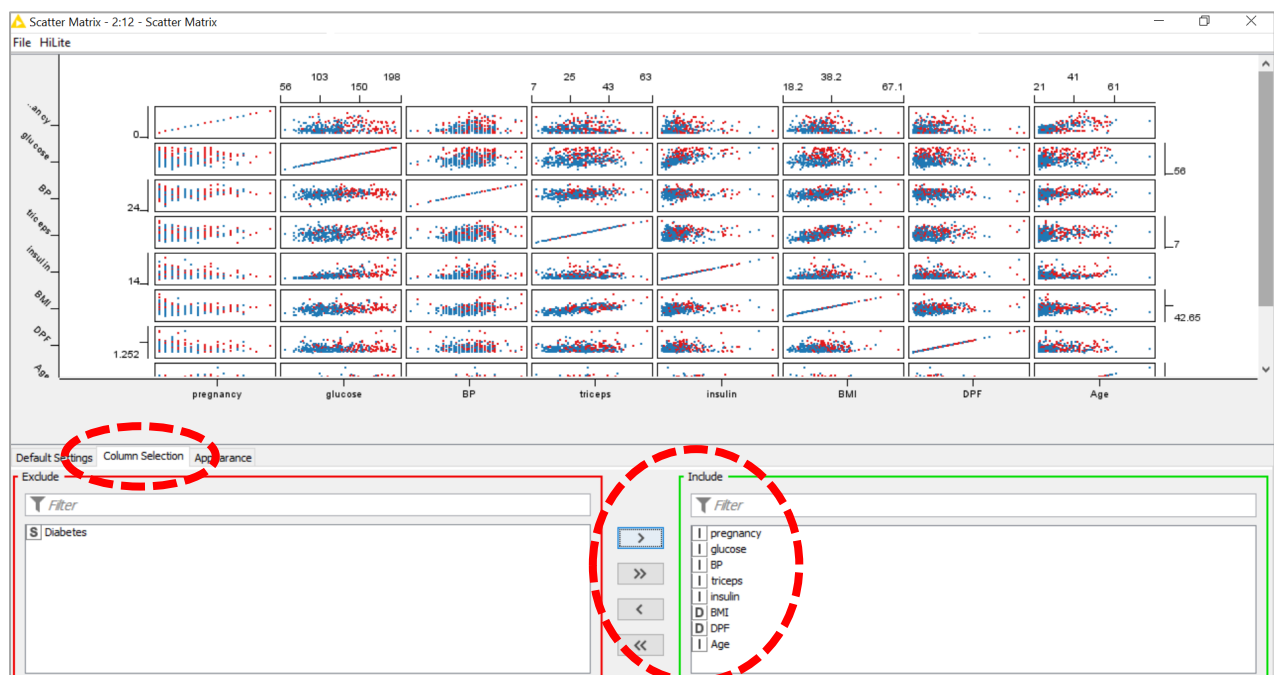 Scatter Matrix - 2:12 - Scatter Matrix
File HiLite
103 198 25 63 38.2 41
56 150 7 43 18.2 67.1 21 61
...ancy
0
glucose
56
BP
24
triceps
7
insulin
14
BMI
42.65
DPF
1.252
Age
pregnancy glucose BP triceps insulin BMI DPF Age
Default Settings Column Selection Appearance
Exclude Include
Filter Filter
S Diabetes
I pregnancy
> I glucose
I BP
>> I triceps
I insulin
< D BMI
D DPF
<< I Age